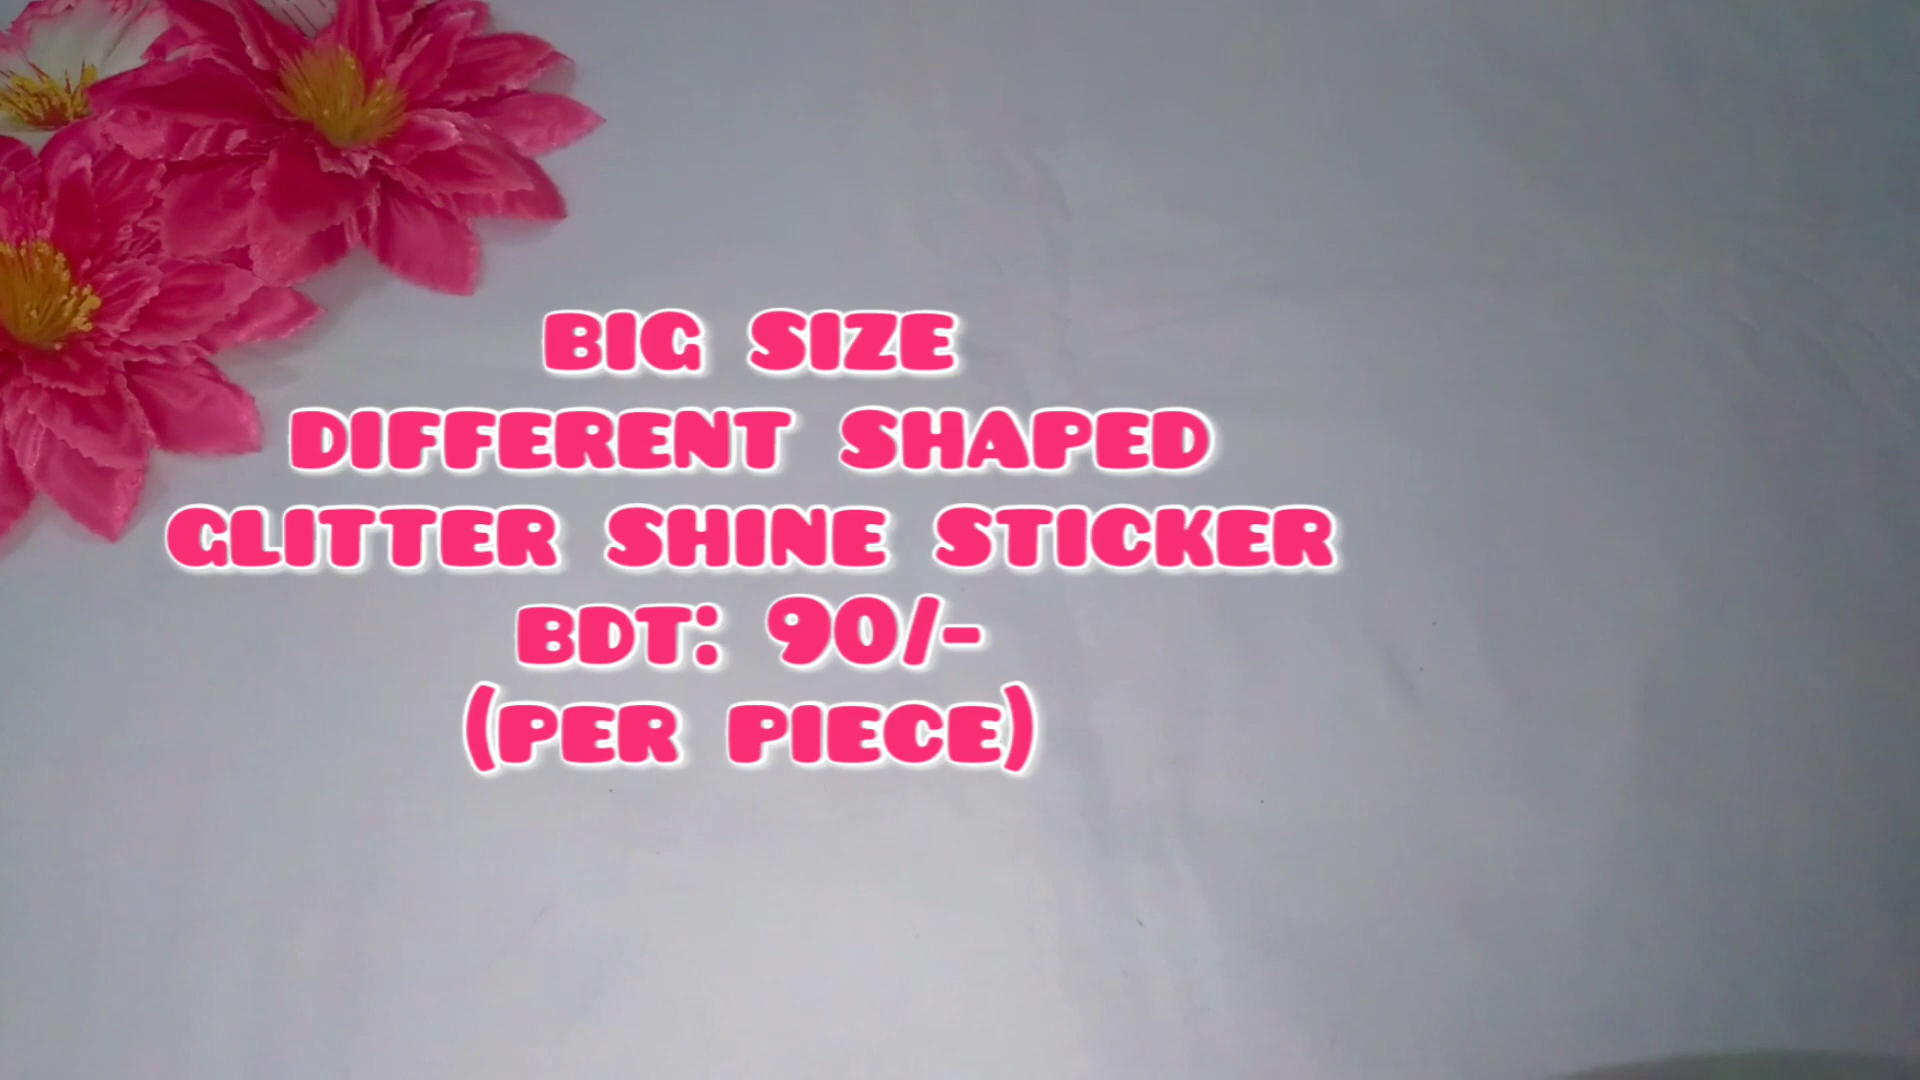 BIG SIZE
DIFFERENT SHAPED
GLITTER SHINE STICKER
BDT: 90/-
(PER PIECE)